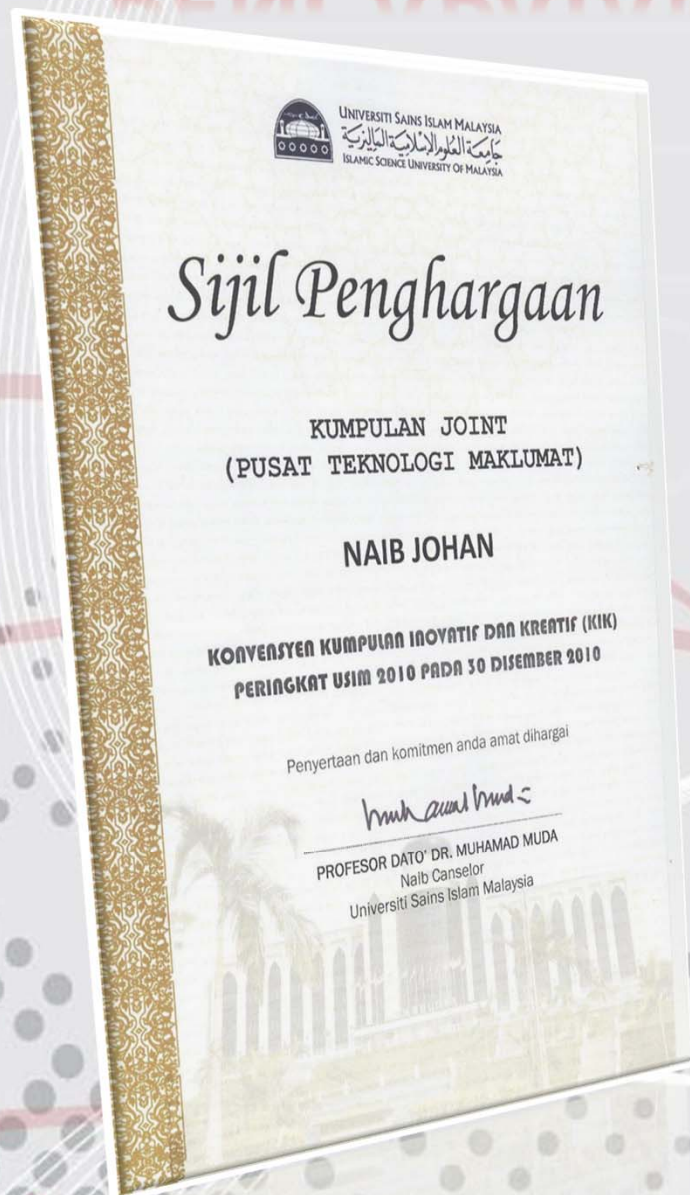 UNIVERSITI SAINS ISLAM MALAYSIA
جامعة العلوم الإسلامية الماليزية
ISLAMIC SCIENCE UNIVERSITY OF MALAYSIA
Sijil Penghargaan
KUMPULAN JOINT
(PUSAT TEKNOLOGI MAKLUMAT)
NAIB JOHAN
KONVENSYEN KUMPULAN INOVATIF DAN KREATIF (KIK)
PERINGKAT USIM 2010 PADA 30 DISEMBER 2010
Penyertaan dan komitmen anda amat dihargai
PROFESOR DATO' DR. MUHAMAD MUDA
Naib Canselor
Universiti Sains Islam Malaysia